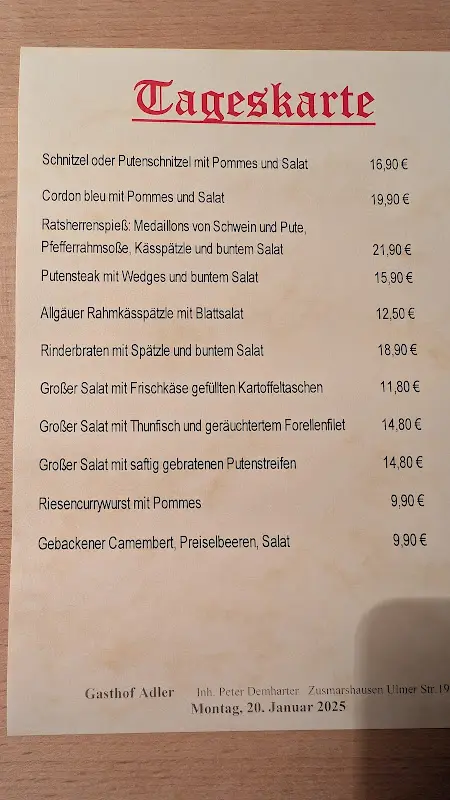 Tageskarte
Schnitzel oder Putenschnitzel mit Pommes und Salat 16,90 €
Cordon bleu mit Pommes und Salat 19,90 €
Ratsherrenspieß: Medaillons von Schwein und Pute,
Pfefferrahmsoße, Kässpätzle und buntem Salat 21,90 €
Putensteak mit Wedges und buntem Salat 15,90 €
Allgäuer Rahmkässpätzle mit Blattsalat 12,50 €
Rinderbraten mit Spätzle und buntem Salat 18,90 €
Großer Salat mit Frischkäse gefüllten Kartoffeltaschen 11,80 €
Großer Salat mit Thunfisch und geräuchtertem Forellenfilet 14,80 €
Großer Salat mit saftig gebratenen Putenstreifen 14,80 €
Riesencurrywurst mit Pommes 9,90 €
Gebackener Camembert, Preiselbeeren, Salat 9,90 €
Gasthof Adler Inh. Peter Demharter Zusmarshausen Ulmer Str.19
Montag, 20. Januar 2025